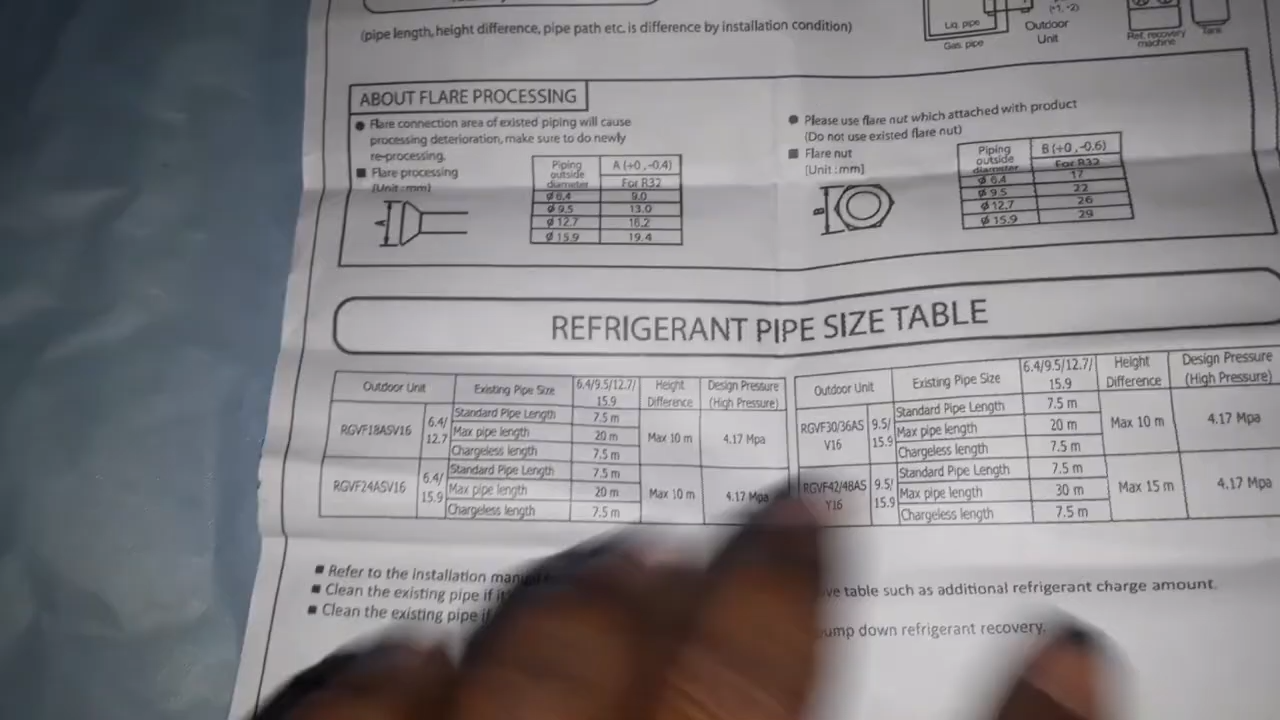 (pipe length, height difference, pipe path etc. is difference by installation condition)
Liq. pipe
Gas. pipe
(*1, *2)
Outdoor
Unit
Ref. recovery
machine
Tank
ABOUT FLARE PROCESSING
● Flare connection area of existed piping will cause
processing deterioration, make sure to do newly
re-processing.
■ Flare processing
[Unit : mm]
A
Piping outside diameter A (+0 ,-0.4)
For R32
Ø 6.4 9.0
Ø 9.5 13.0
Ø 12.7 16.2
Ø 15.9 19.4
● Please use flare nut which attached with product
(Do not use existed flare nut)
■ Flare nut
[Unit : mm]
B
Piping outside diameter B (+0 ,-0.6)
For R32
Ø 6.4 17
Ø 9.5 22
Ø 12.7 26
Ø 15.9 29
REFRIGERANT PIPE SIZE TABLE
Outdoor Unit Existing Pipe Size 6.4/9.5/12.7/15.9 Height Difference Design Pressure (High Pressure)
RGVF18ASV16 6.4/12.7 Standard Pipe Length 7.5 m Max 10 m 4.17 Mpa
Max pipe length 20 m
Chargeless length 7.5 m
RGVF24ASV16 6.4/15.9 Standard Pipe Length 7.5 m Max 10 m 4.17 Mpa
Max pipe length 20 m
Chargeless length 7.5 m
Outdoor Unit Existing Pipe Size 6.4/9.5/12.7/15.9 Height Difference Design Pressure (High Pressure)
RGVF30/36ASV16 9.5/15.9 Standard Pipe Length 7.5 m Max 10 m 4.17 Mpa
Max pipe length 20 m
Chargeless length 7.5 m
RGVF42/48ASY16 9.5/15.9 Standard Pipe Length 7.5 m Max 15 m 4.17 Mpa
Max pipe length 30 m
Chargeless length 7.5 m
■ Refer to the installation table such as additional refrigerant charge amount.
■ Clean the existing pipe if
■ Clean the existing pipe down refrigerant recovery.